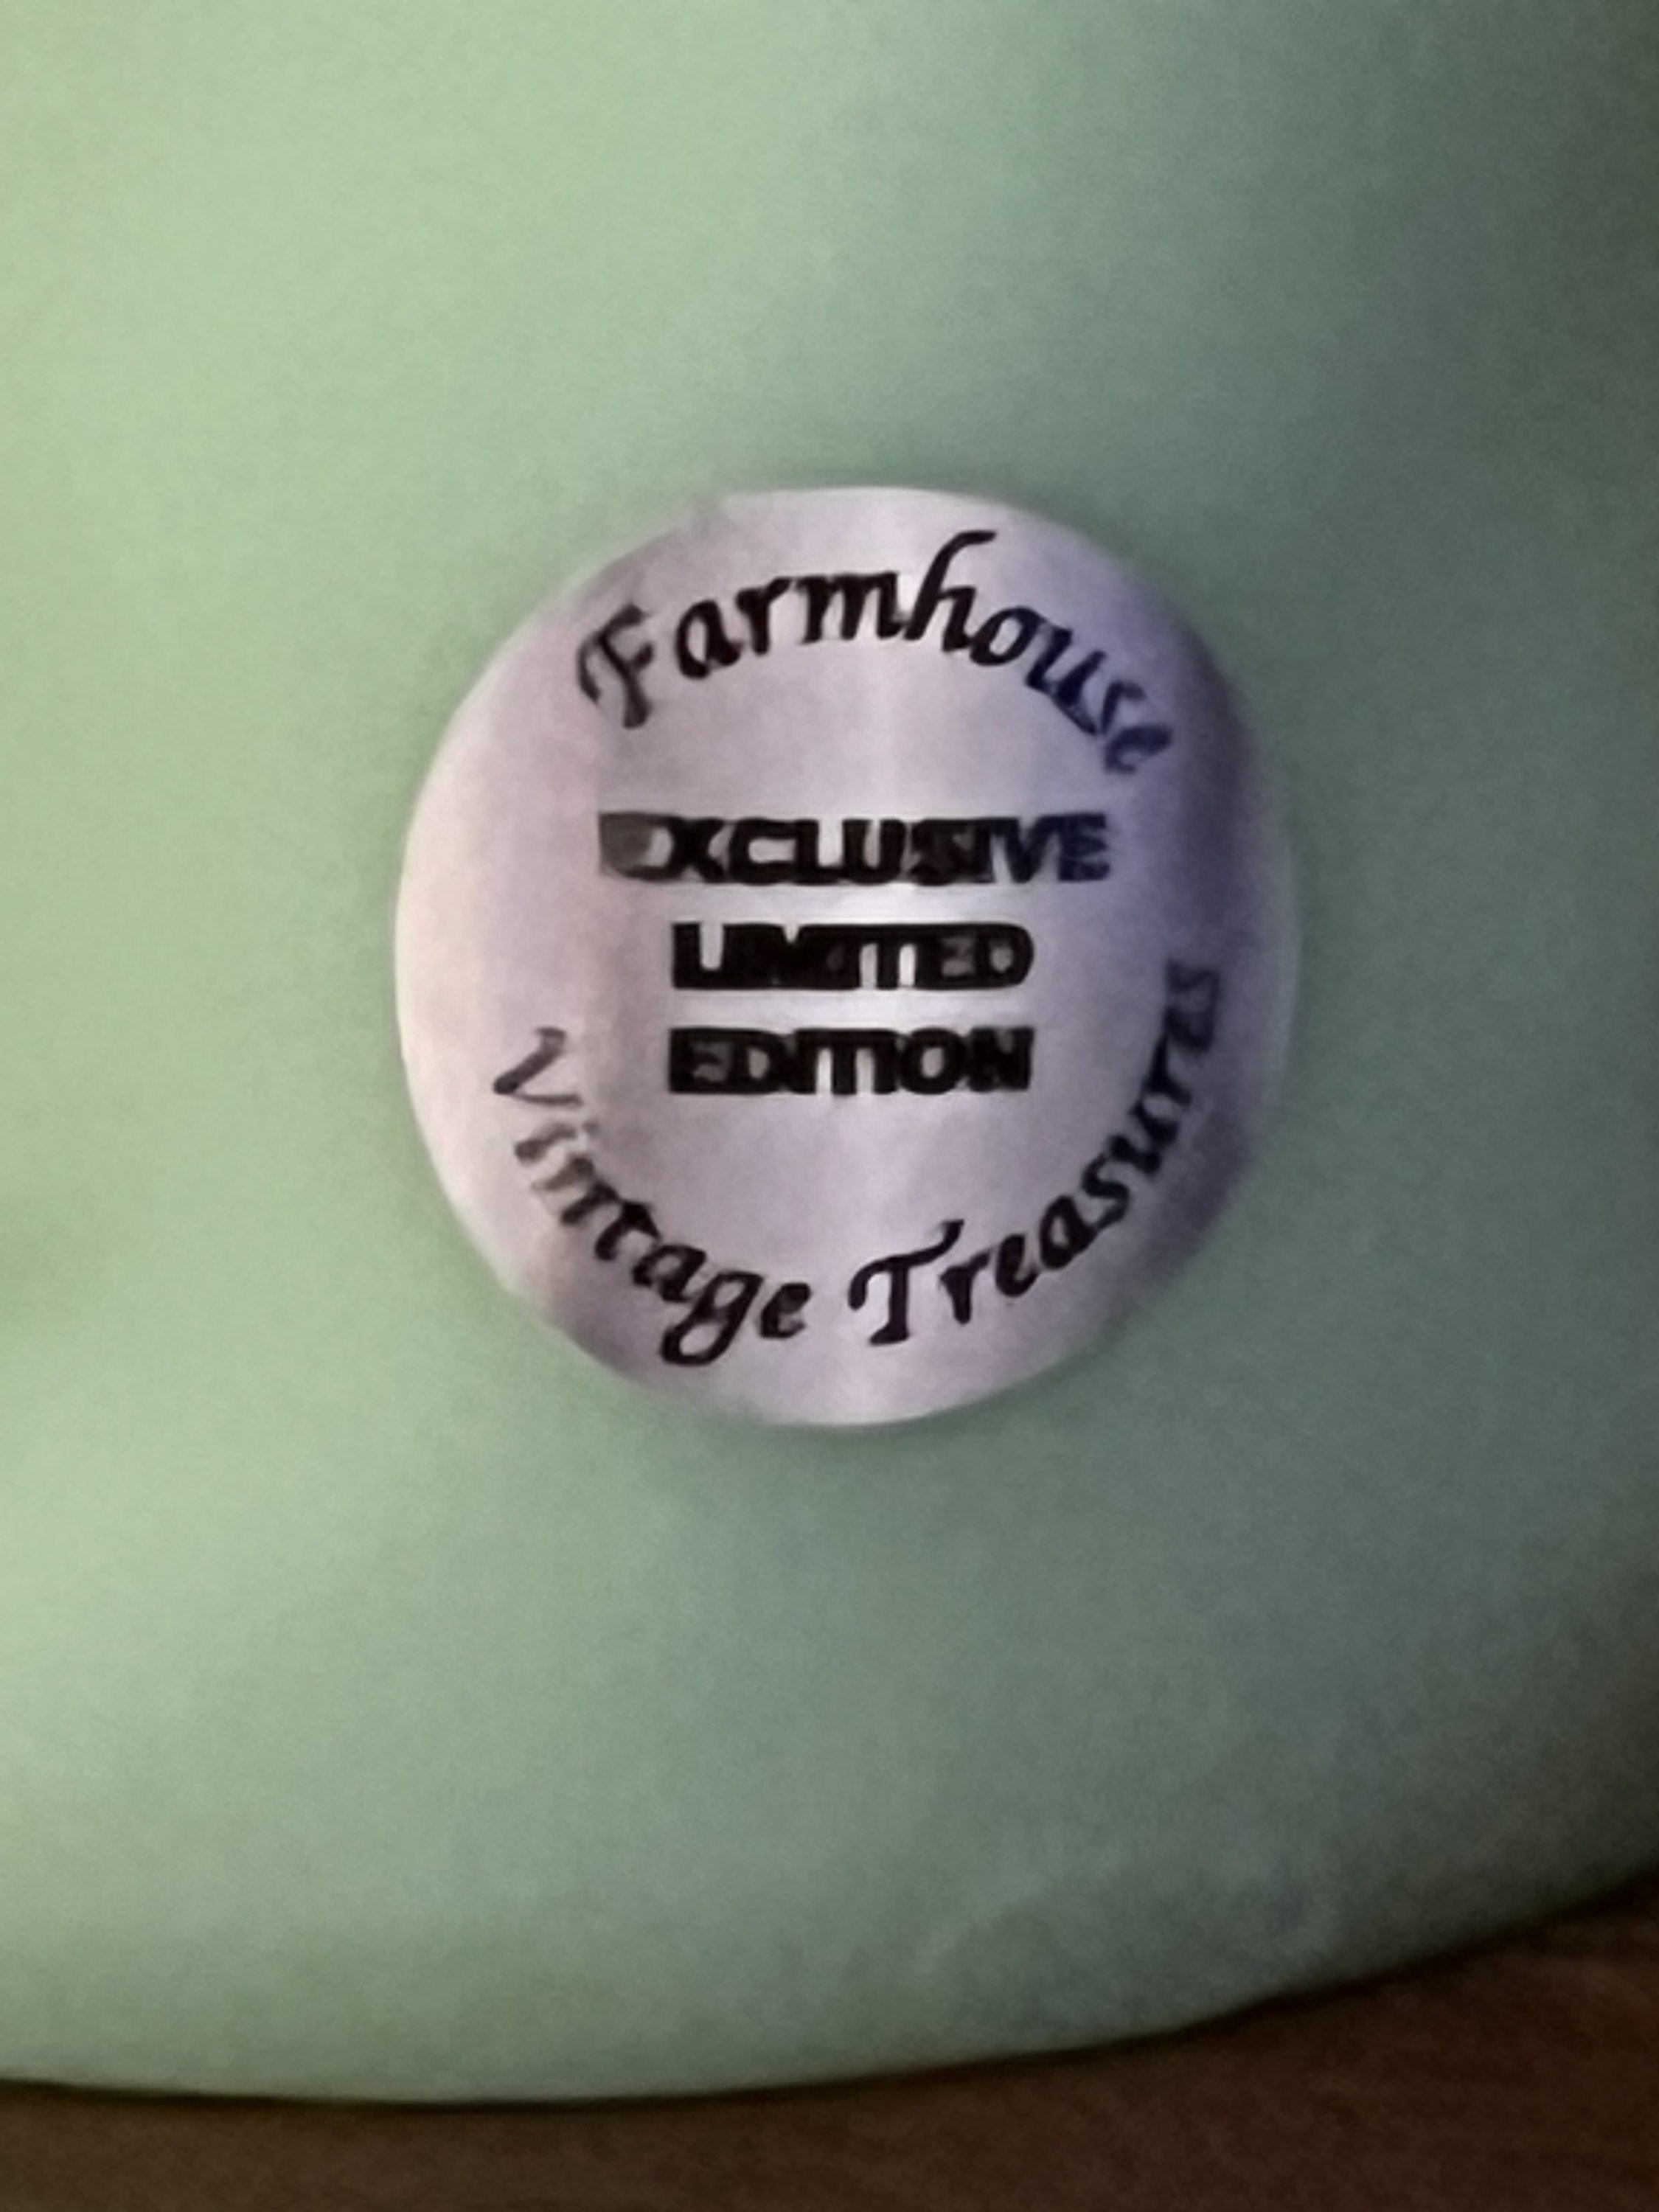 Farmhouse
EXCLUSIVE
LIMITED
EDITION
Vintage Treasures